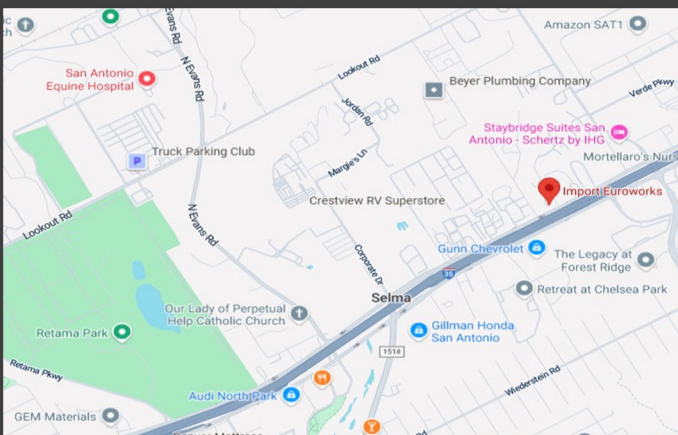 Evans Rd
Amazon SAT1
San Antonio
Equine Hospital
N Evans Rd
Lookout Rd
Beyer Plumbing Company
Verde Pkwy
Jordan Rd
Staybridge Suites San
Antonio - Schertz by IHG
P
Truck Parking Club
Margie's Ln
Mortellaro's Nurs
Import Euroworks
Crestview RV Superstore
Lookout Rd
N Evans Rd
Corporate Dr
Gunn Chevrolet
35
The Legacy at
Forest Ridge
Selma
Retreat at Chelsea Park
Our Lady of Perpetual
Help Catholic Church
Retama Park
Gillman Honda
San Antonio
1518
Retama Pkwy
Wiederstein Rd
Audi North Park
GEM Materials